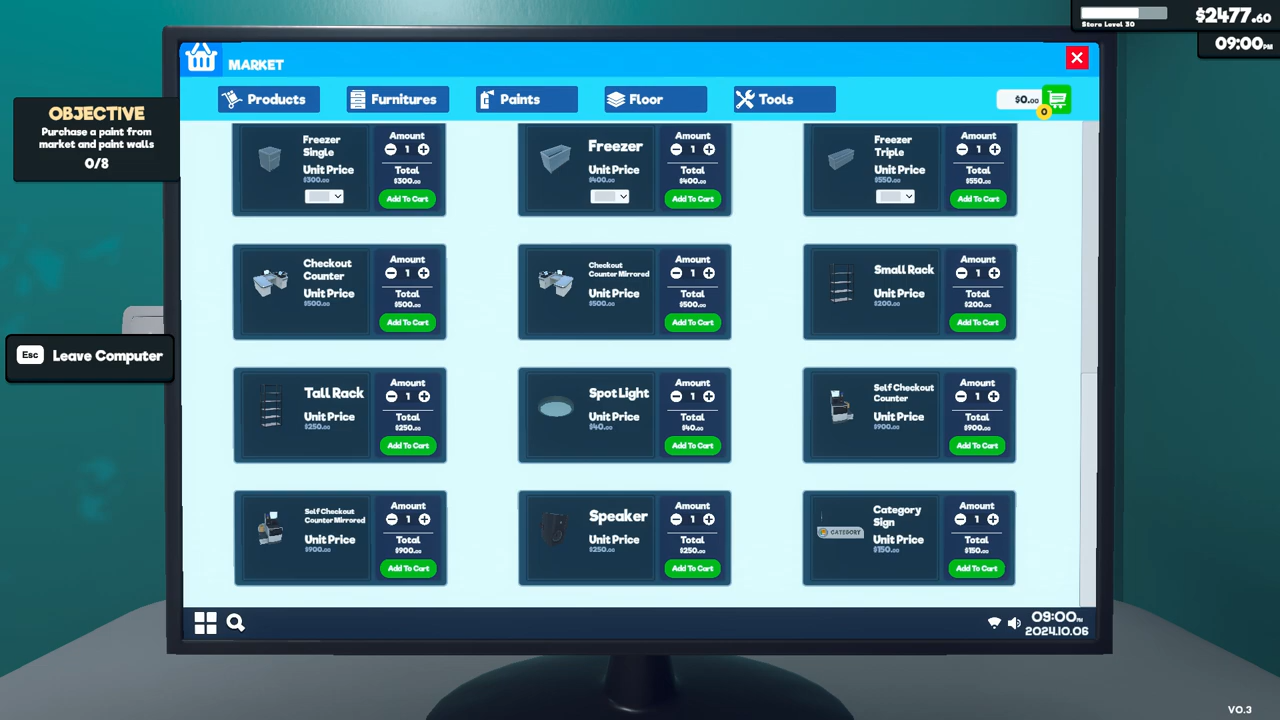 $2477.60
Store Level 30
09:00PM
MARKET
Products
Furnitures
Paints
Floor
Tools
$0.00
0
OBJECTIVE
Purchase a paint from
market and paint walls
0/8
Esc
Leave Computer
Freezer
Single
Unit Price
$300.00
Amount
1
Total
$300.00
Add To Cart
Freezer
Unit Price
$400.00
Amount
1
Total
$400.00
Add To Cart
Freezer
Triple
Unit Price
$550.00
Amount
1
Total
$550.00
Add To Cart
Checkout
Counter
Unit Price
$500.00
Amount
1
Total
$500.00
Add To Cart
Checkout
Counter Mirrored
Unit Price
$500.00
Amount
1
Total
$500.00
Add To Cart
Small Rack
Unit Price
$200.00
Amount
1
Total
$200.00
Add To Cart
Tall Rack
Unit Price
$250.00
Amount
1
Total
$250.00
Add To Cart
Spot Light
Unit Price
$40.00
Amount
1
Total
$40.00
Add To Cart
Self Checkout
Counter
Unit Price
$900.00
Amount
1
Total
$900.00
Add To Cart
Self Checkout
Counter Mirrored
Unit Price
$900.00
Amount
1
Total
$900.00
Add To Cart
Speaker
Unit Price
$250.00
Amount
1
Total
$250.00
Add To Cart
CATEGORY
Category
Sign
Unit Price
$150.00
Amount
1
Total
$150.00
Add To Cart
09:00PM
2024.10.06
V0.3